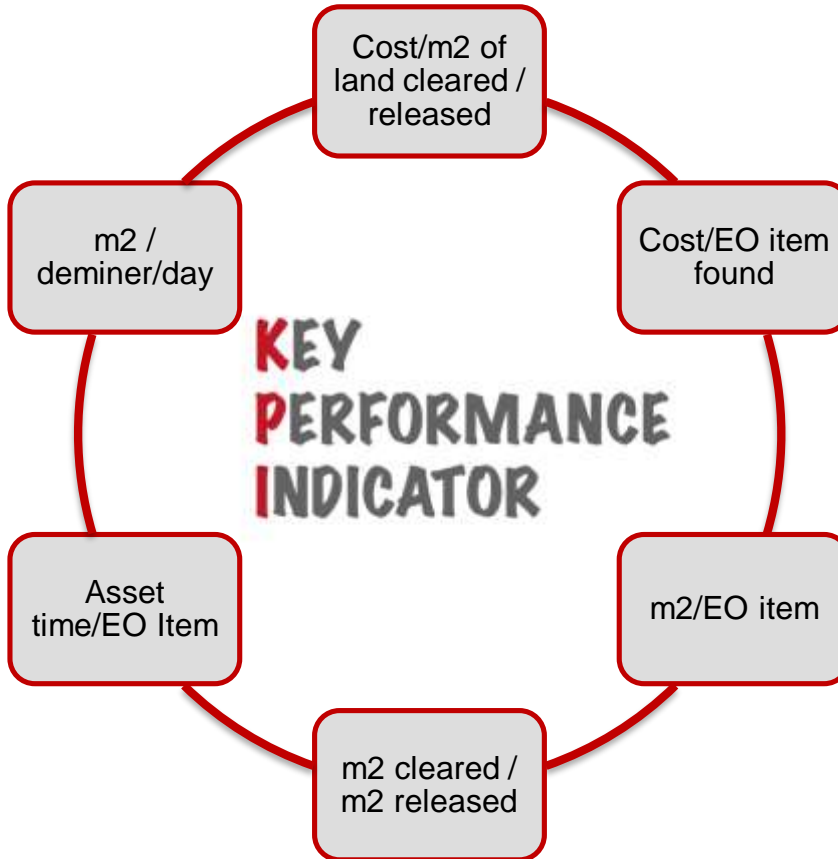 Cost/m2 of
land cleared /
released
Cost/EO item
found
m2/EO item
m2 cleared /
m2 released
Asset
time/EO Item
m2 /
deminer/day
KEY
PERFORMANCE
INDICATOR